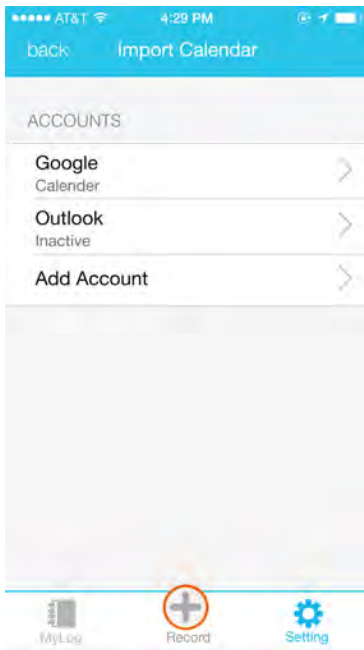 AT&T 4:29 PM
back Import Calendar
ACCOUNTS
Google
Calender
Outlook
Inactive
Add Account
MyLog Record Setting